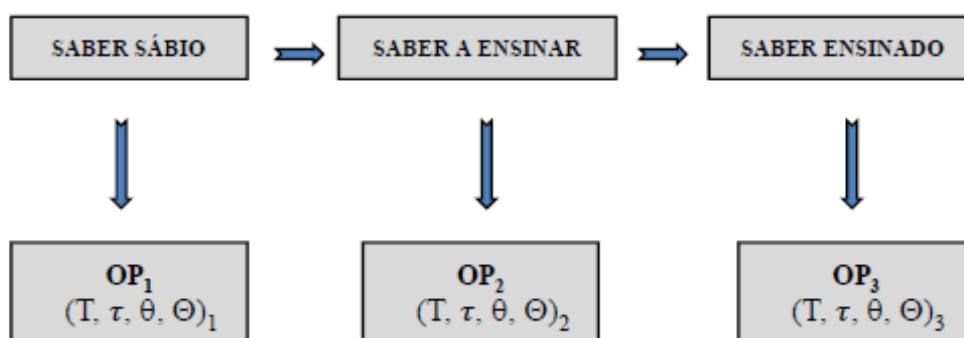 SABER SÁBIO
SABER A ENSINAR
SABER ENSINADO
OP₁
(T, τ, θ, Θ)₁
OP₂
(T, τ, θ, Θ)₂
OP₃
(T, τ, θ, Θ)₃